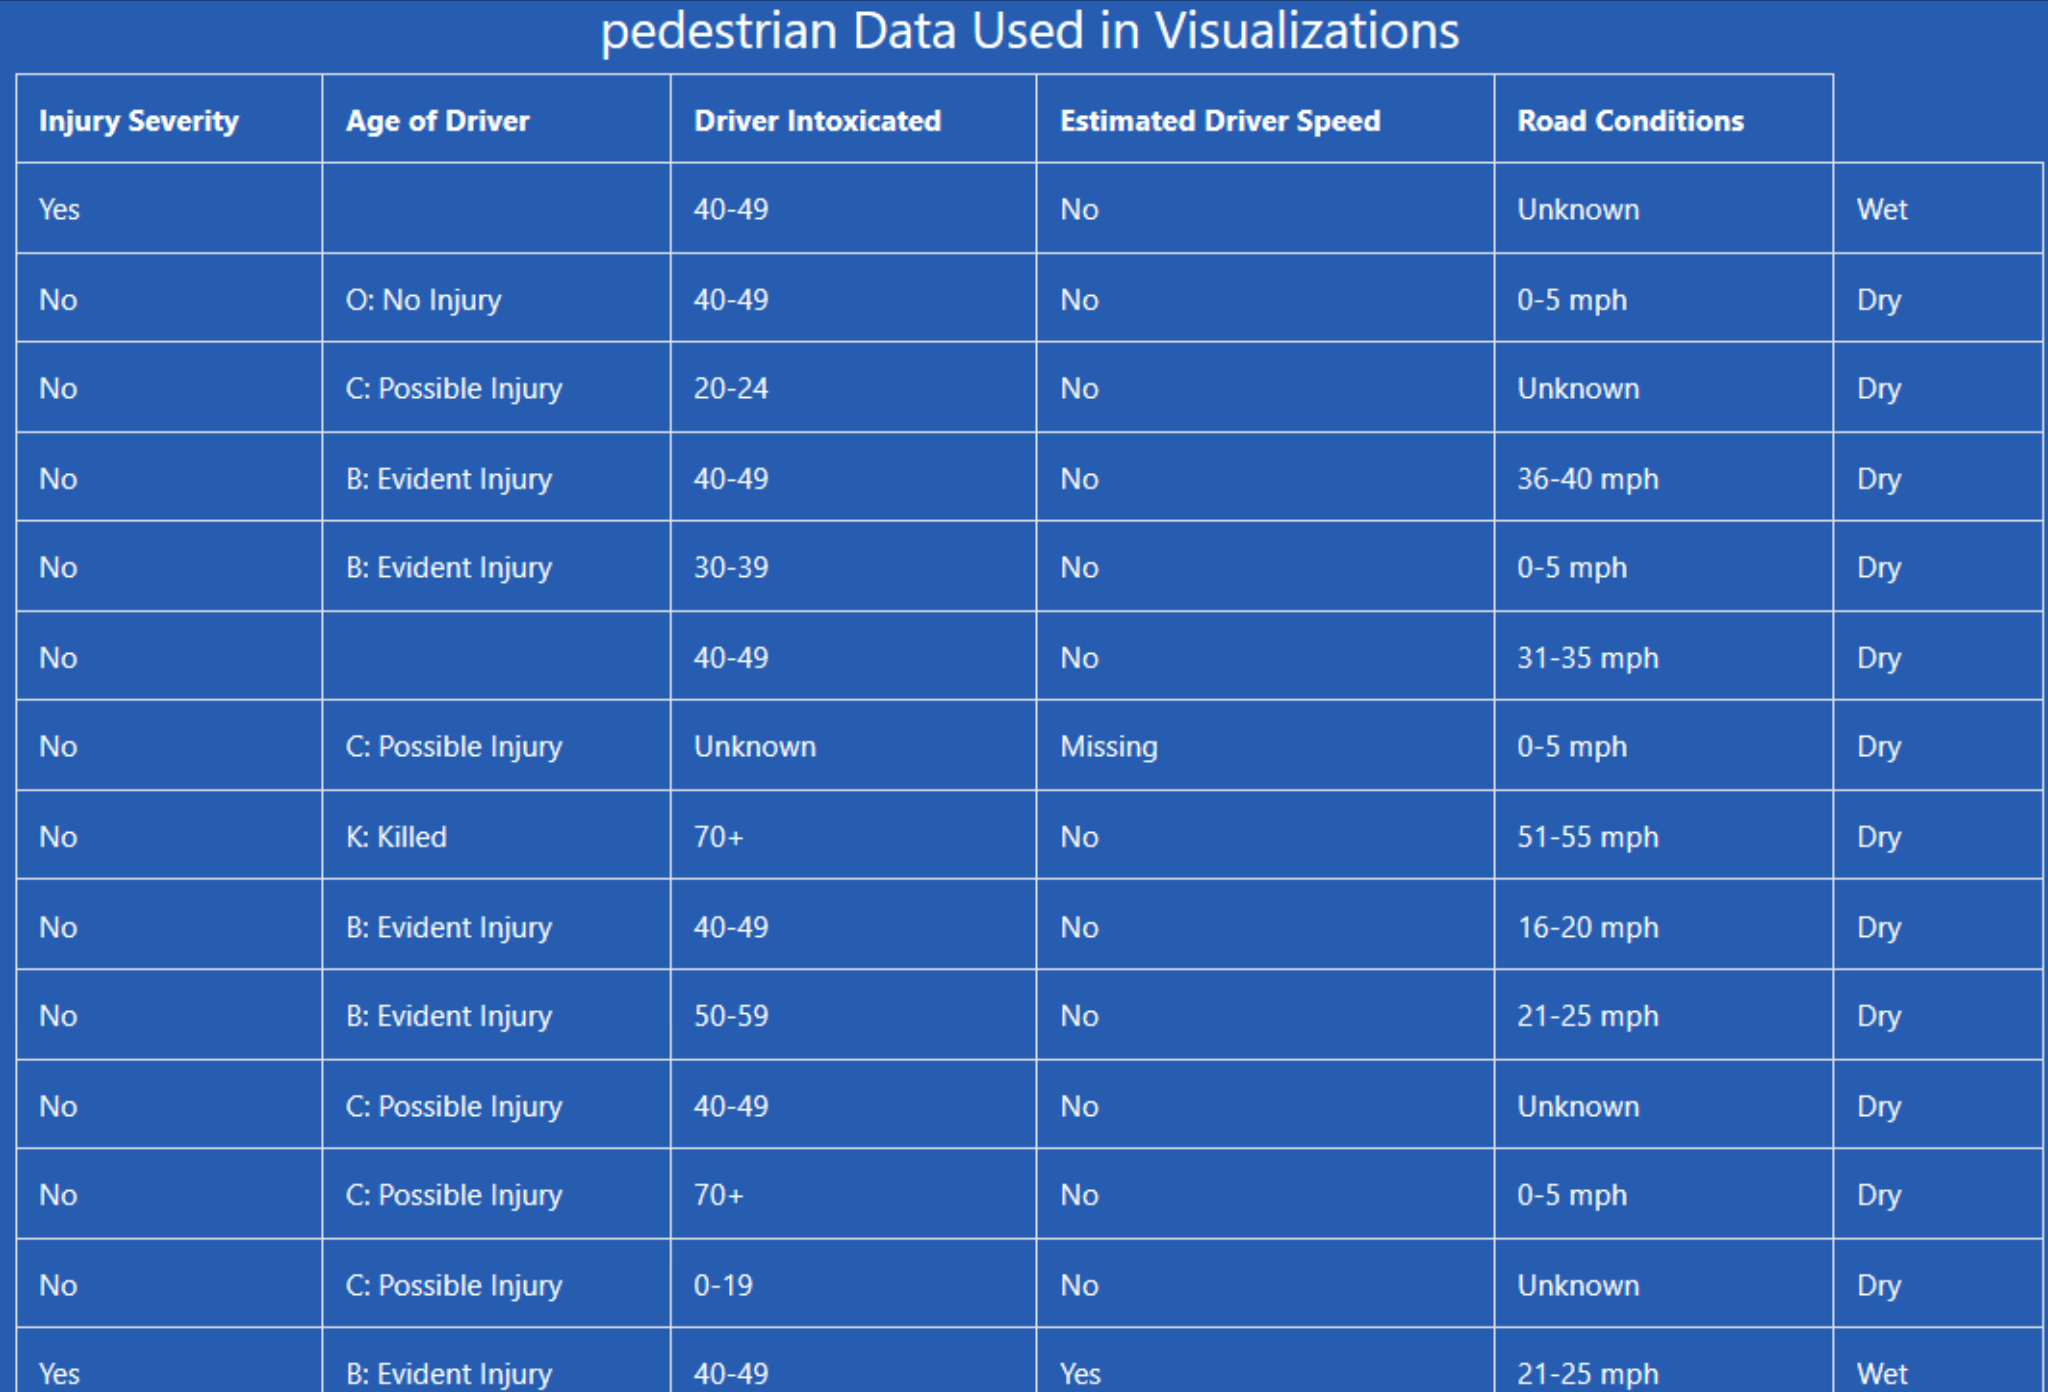 pedestrian Data Used in Visualizations
Injury Severity Age of Driver Driver Intoxicated Estimated Driver Speed Road Conditions
Yes 40-49 No Unknown Wet
No O: No Injury 40-49 No 0-5 mph Dry
No C: Possible Injury 20-24 No Unknown Dry
No B: Evident Injury 40-49 No 36-40 mph Dry
No B: Evident Injury 30-39 No 0-5 mph Dry
No 40-49 No 31-35 mph Dry
No C: Possible Injury Unknown Missing 0-5 mph Dry
No K: Killed 70+ No 51-55 mph Dry
No B: Evident Injury 40-49 No 16-20 mph Dry
No B: Evident Injury 50-59 No 21-25 mph Dry
No C: Possible Injury 40-49 No Unknown Dry
No C: Possible Injury 70+ No 0-5 mph Dry
No C: Possible Injury 0-19 No Unknown Dry
Yes B: Evident Injury 40-49 Yes 21-25 mph Wet